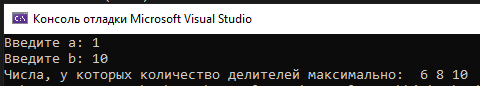 Консоль отладки Microsoft Visual Studio
Введите a: 1
Введите b: 10
Числа, у которых количество делителей максимально:  6 8 10